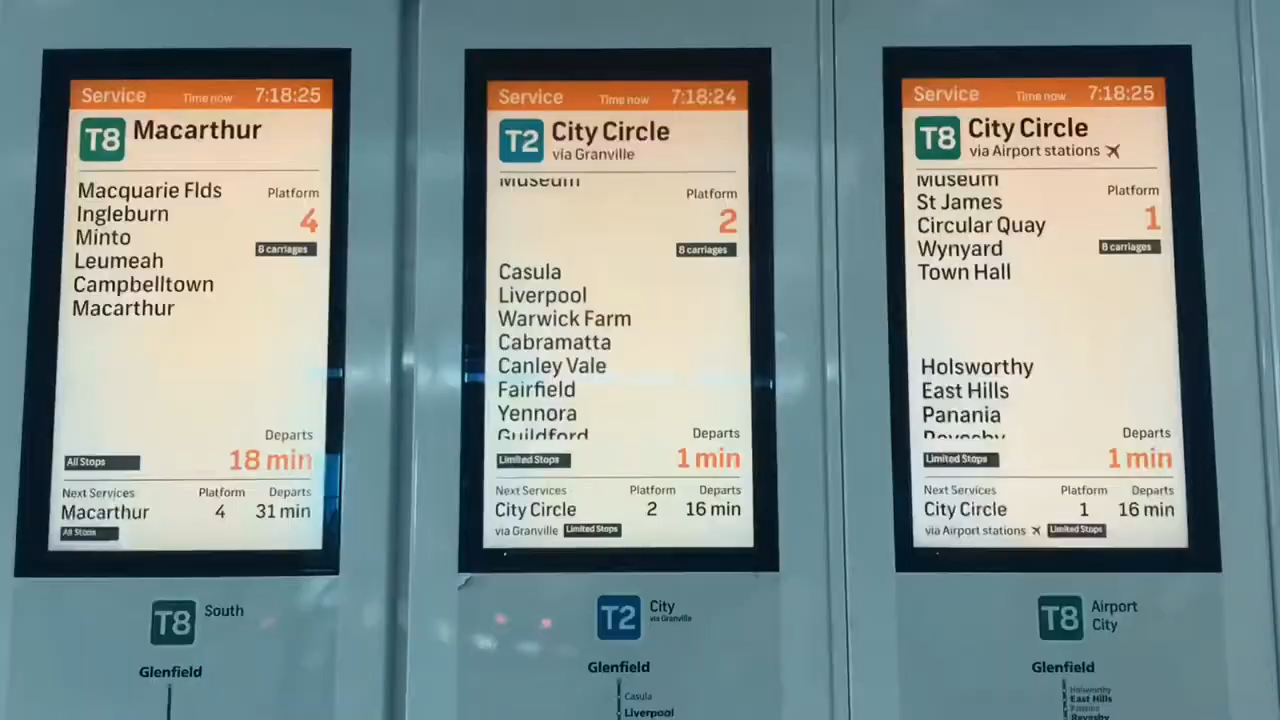 Service Time now 7:18:25
T8 Macarthur
Macquarie Flds
Ingleburn
Minto
Leumeah
Campbelltown
Macarthur
Platform
4
8 carriages
Departs
All Stops 18 min
Next Services Platform Departs
Macarthur 4 31 min
All Stops
T8 South
Glenfield
Service Time now 7:18:24
T2 City Circle
via Granville
Museum
Platform
2
8 carriages
Casula
Liverpool
Warwick Farm
Cabramatta
Canley Vale
Fairfield
Yennora
Guildford
Departs
Limited Stops 1 min
Next Services Platform Departs
City Circle 2 16 min
via Granville Limited Stops
T2 City
via Granville
Glenfield
Casula
Liverpool
Service Time now 7:18:25
T8 City Circle
via Airport stations
Museum
St James
Circular Quay
Wynyard
Town Hall
Platform
1
8 carriages
Holsworthy
East Hills
Panania
Revesby
Departs
Limited Stops 1 min
Next Services Platform Departs
City Circle 1 16 min
via Airport stations Limited Stops
T8 Airport
City
Glenfield
Holsworthy
East Hills
Panania
Revesby